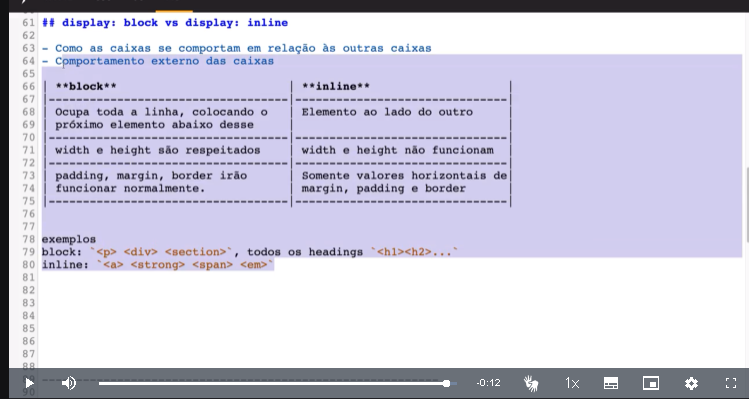 61 ## display: block vs display: inline
62
63 - Como as caixas se comportam em relação às outras caixas
64 - Comportamento externo das caixas
65
66 | **block** | **inline** |
67 |-------------------------------------|----------------------------------|
68 | Ocupa toda a linha, colocando o | Elemento ao lado do outro |
69 | próximo elemento abaixo desse | |
70 |-------------------------------------|----------------------------------|
71 | width e height são respeitados | width e height não funcionam |
72 |-------------------------------------|----------------------------------|
73 | padding, margin, border irão | Somente valores horizontais de |
74 | funcionar normalmente. | margin, padding e border |
75 |-------------------------------------|----------------------------------|
76
77
78 exemplos
79 block: `<p> <div> <section>`, todos os headings `<h1><h2>...`
80 inline: `<a> <strong> <span> <em>`
81
82
83
84
85
86
87
88
-0:12 1x